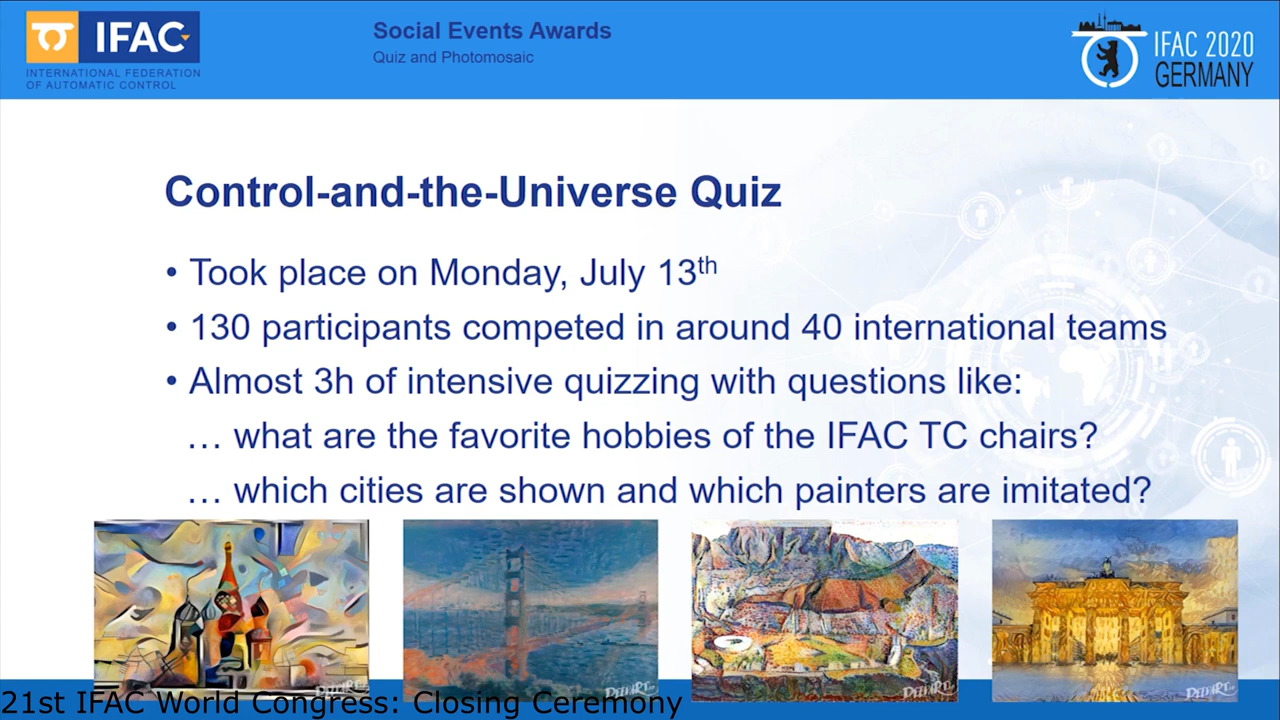 IFAC
INTERNATIONAL FEDERATION
OF AUTOMATIC CONTROL
Social Events Awards
Quiz and Photomosaic
IFAC 2020
GERMANY
Control-and-the-Universe Quiz
• Took place on Monday, July 13th
• 130 participants competed in around 40 international teams
• Almost 3h of intensive quizzing with questions like:
… what are the favorite hobbies of the IFAC TC chairs?
… which cities are shown and which painters are imitated?
21st IFAC World Congress: Closing Ceremony